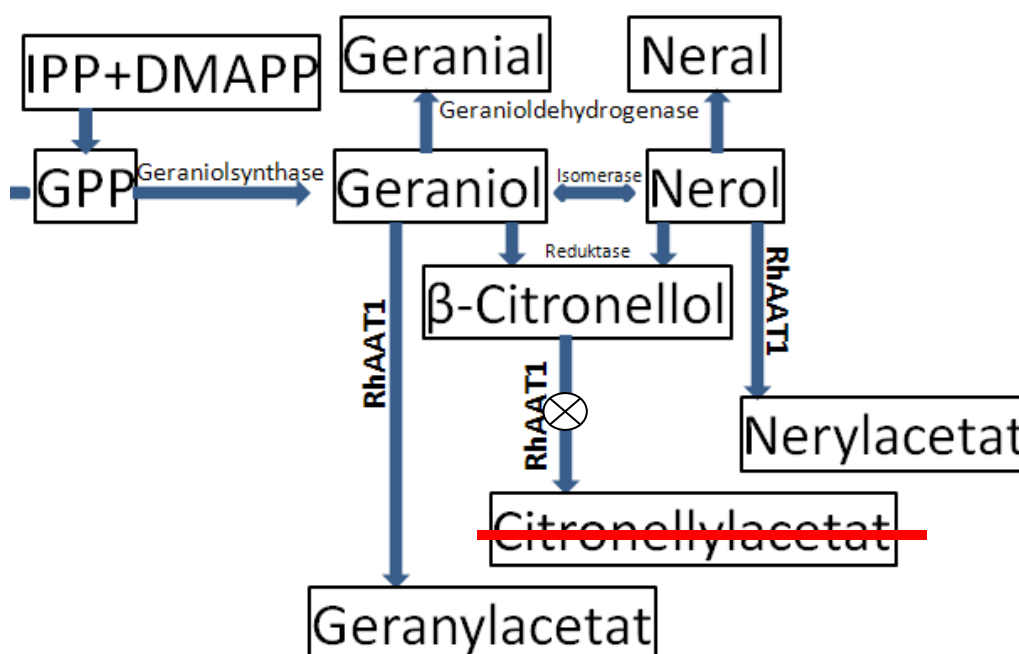 IPP+DMAPP
Geranial
Neral
Geranioldehydrogenase
GPP
Geraniolsynthase
Geraniol
Isomerase
Nerol
Reduktase
β-Citronellol
RhAAT1
RhAAT1
RhAAT1
Nerylacetat
Citronellylacetat
Geranylacetat